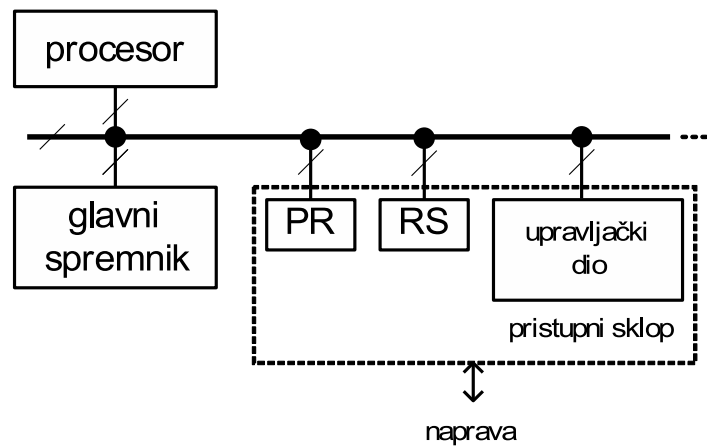 procesor
glavni
spremnik
PR
RS
upravljački
dio
pristupni sklop
naprava